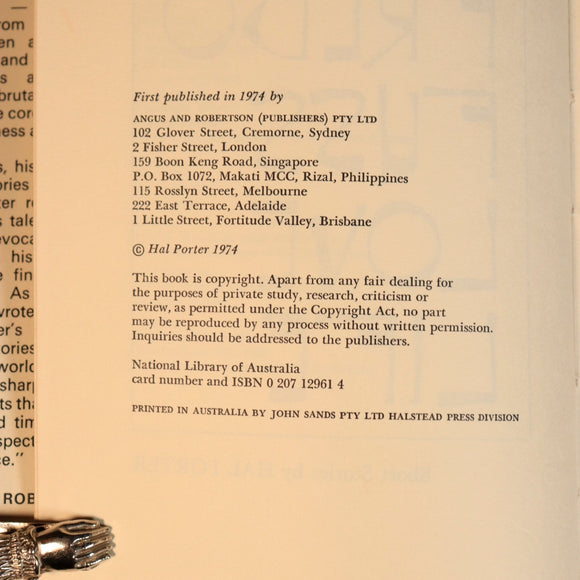 First published in 1974 by
ANGUS AND ROBERTSON (PUBLISHERS) PTY LTD
102 Glover Street, Cremorne, Sydney
2 Fisher Street, London
159 Boon Keng Road, Singapore
P.O. Box 1072, Makati MCC, Rizal, Philippines
115 Rosslyn Street, Melbourne
222 East Terrace, Adelaide
1 Little Street, Fortitude Valley, Brisbane
© Hal Porter 1974
This book is copyright. Apart from any fair dealing for
the purposes of private study, research, criticism or
review, as permitted under the Copyright Act, no part
may be reproduced by any process without written permission.
Inquiries should be addressed to the publishers.
National Library of Australia
card number and ISBN 0 207 12961 4
PRINTED IN AUSTRALIA BY JOHN SANDS PTY LTD HALSTEAD PRESS DIVISION
Short Stories by HAL PORTER